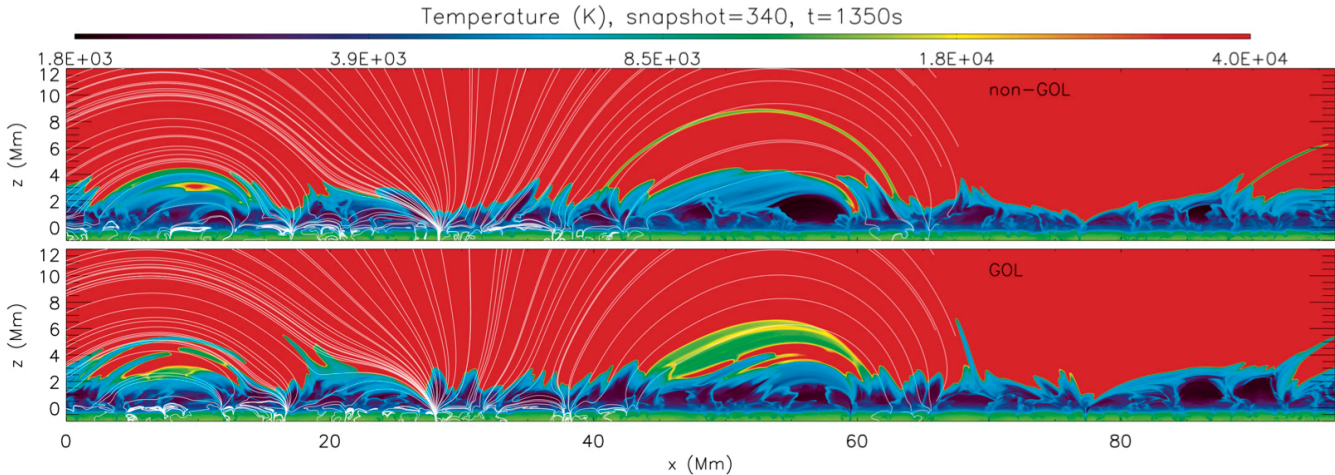 Temperature (K), snapshot=340, t=1350s
1.8E+03 3.9E+03 8.5E+03 1.8E+04 4.0E+04
12
10
8
6
4
2
0
z (Mm)
non-GOL
12
10
8
6
4
2
0
z (Mm)
GOL
0 20 40 60 80
x (Mm)